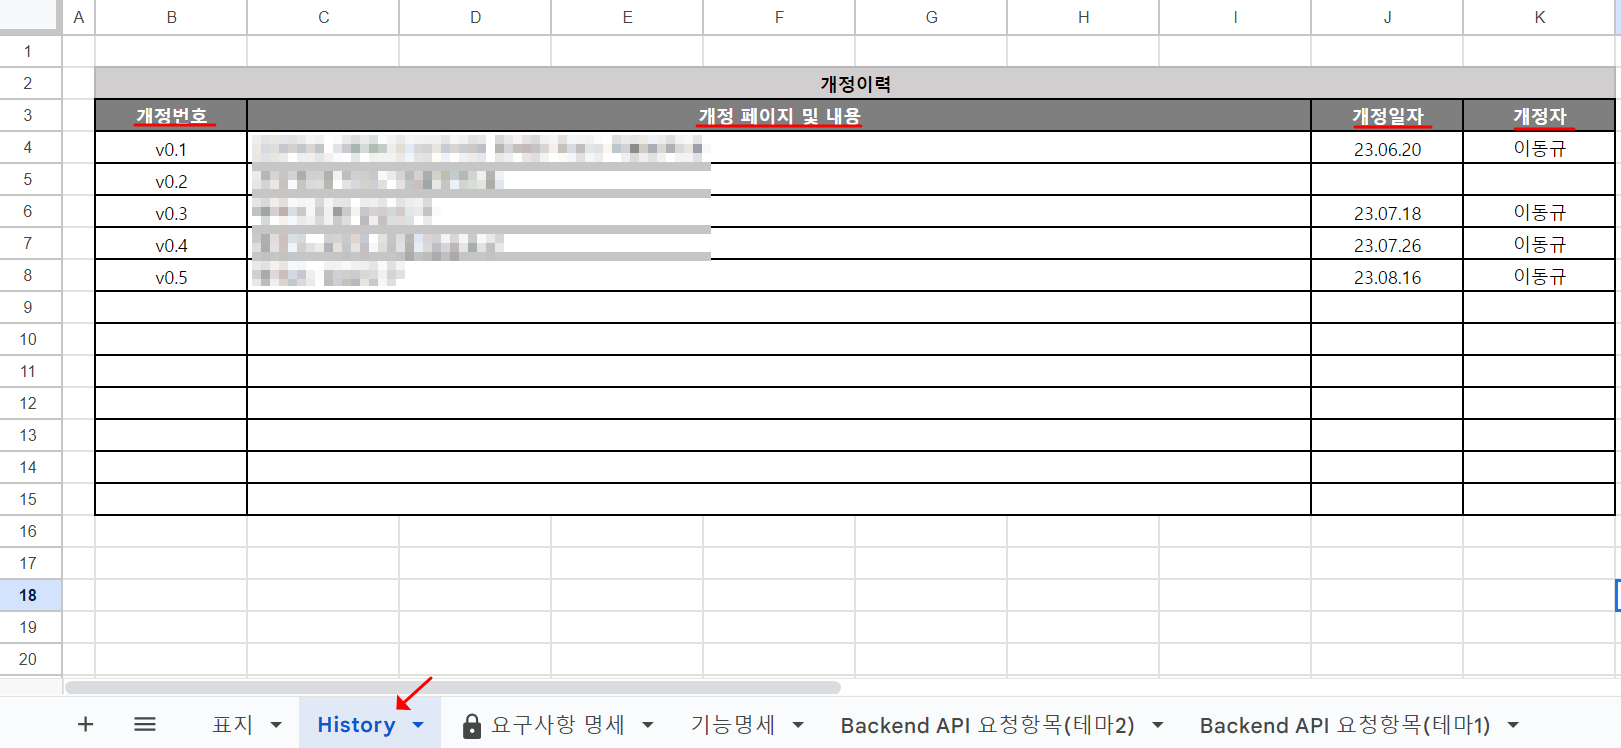 A B C D E F G H I J K
1
2 개정이력
3 개정번호 개정 페이지 및 내용 개정일자 개정자
4 v0.1 23.06.20 이동규
5 v0.2
6 v0.3 23.07.18 이동규
7 v0.4 23.07.26 이동규
8 v0.5 23.08.16 이동규
9
10
11
12
13
14
15
16
17
18
19
20
+ 표지 History 요구사항 명세 기능명세 Backend API 요청항목(테마2) Backend API 요청항목(테마1)